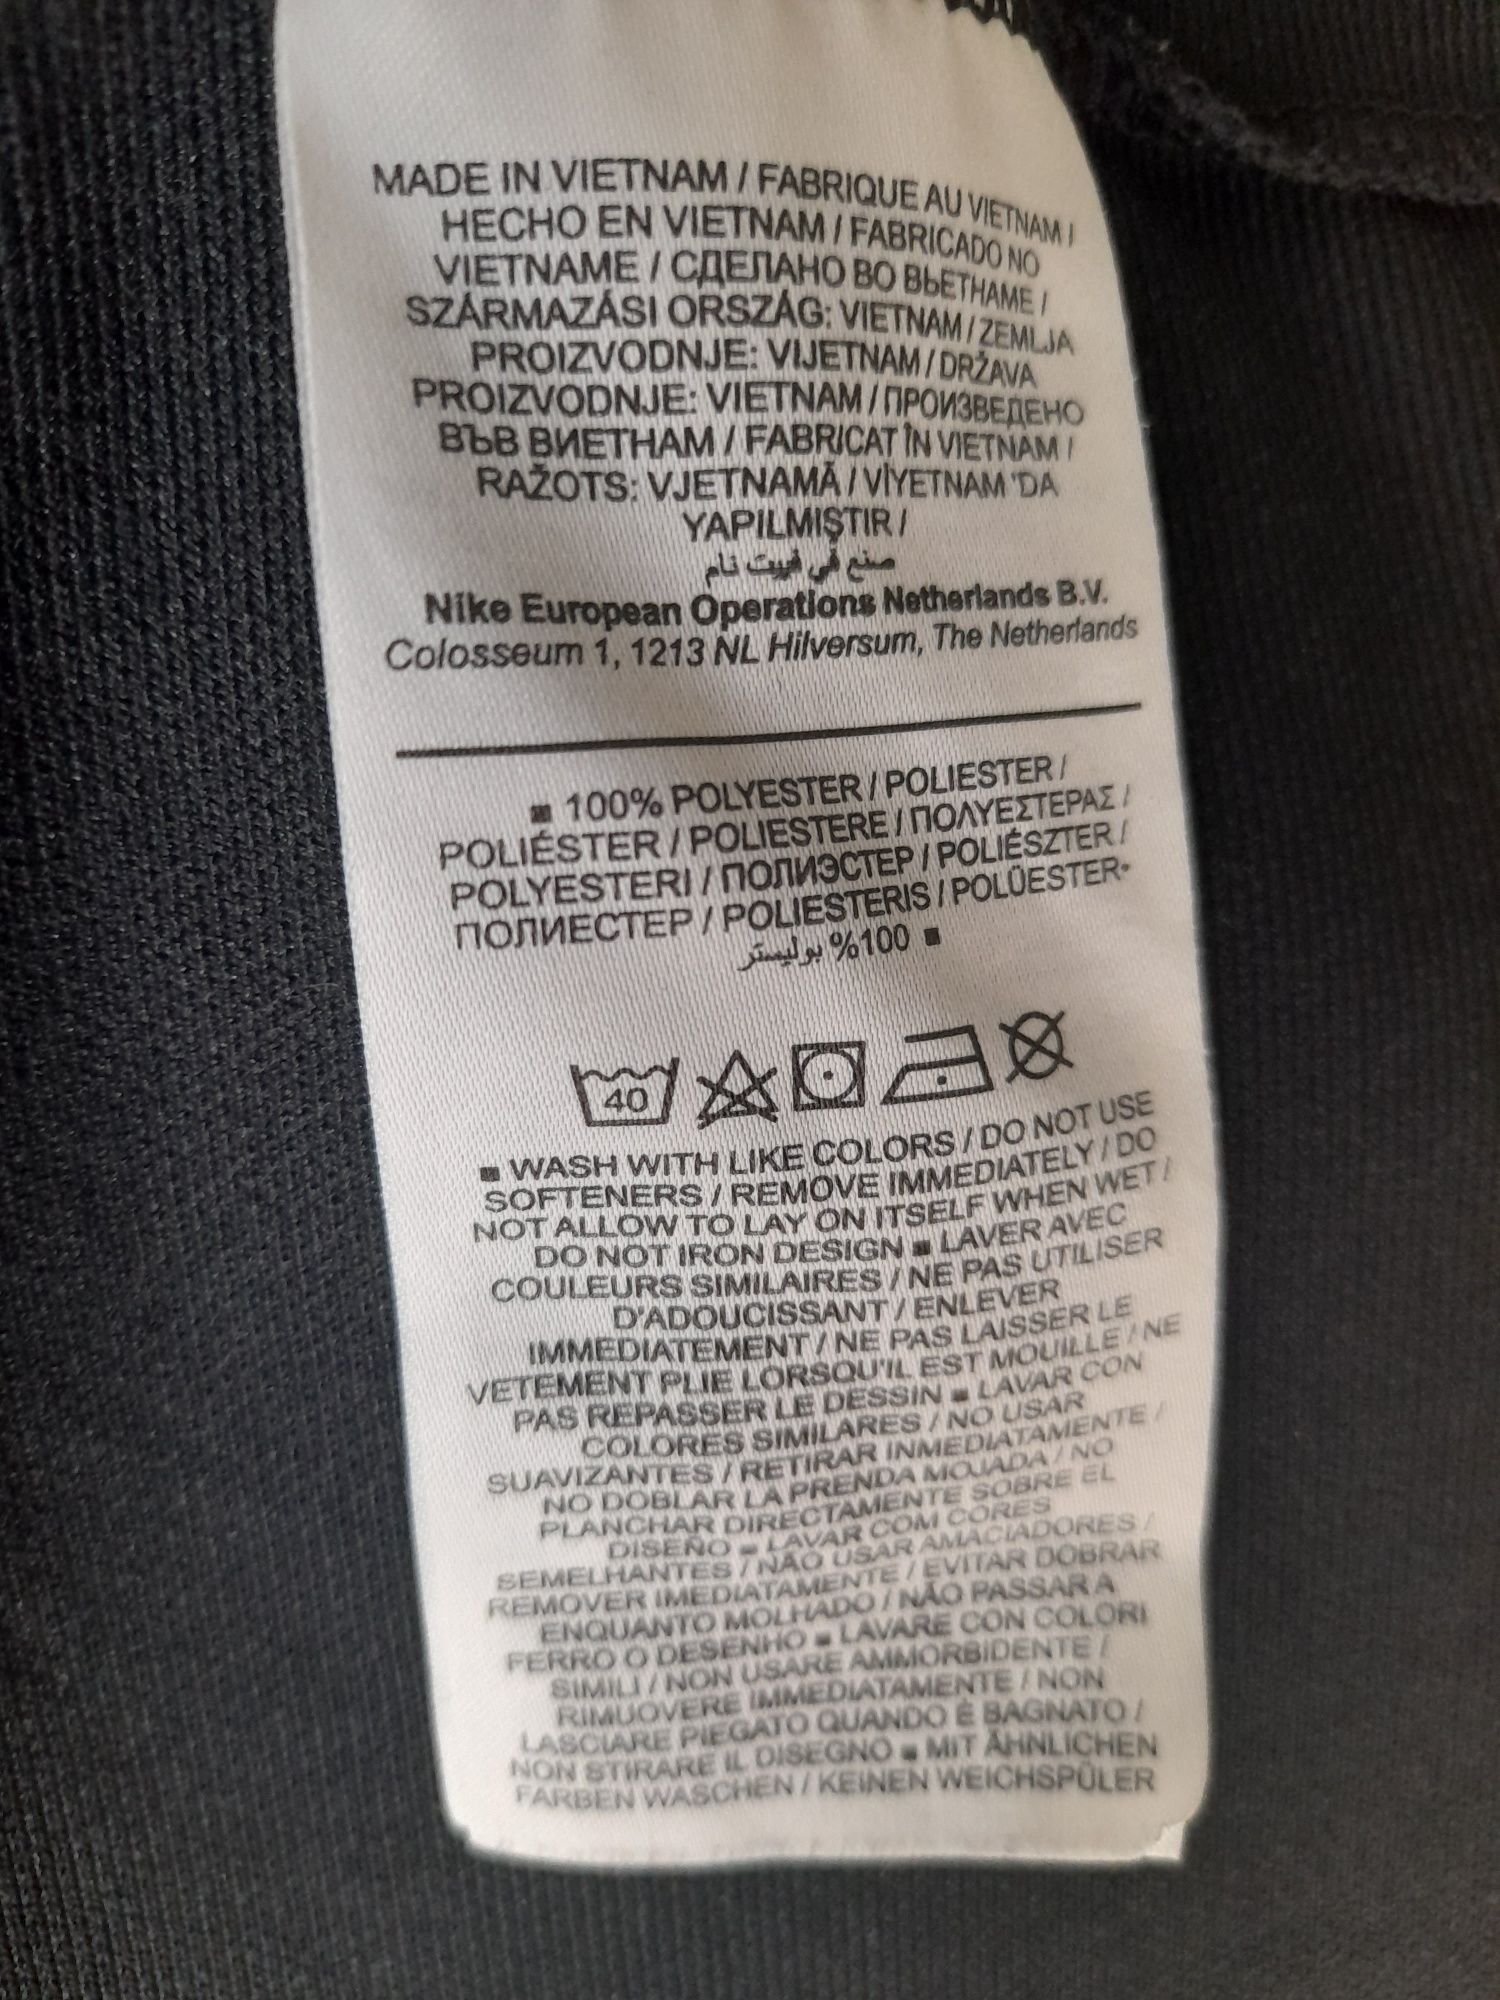 MADE IN VIETNAM / FABRIQUE AU VIETNAM /
HECHO EN VIETNAM / FABRICADO NO
VIETNAME / СДЕЛАНО ВО ВЬЕТНАМЕ /
SZÁRMAZÁSI ORSZÁG: VIETNAM / ZEMLJA
PROIZVODNJE: VIJETNAM / DRŽAVA
PROIZVODNJE: VIETNAM / ПРОИЗВЕДЕНО
ВЪВ ВИЕТНАМ / FABRICAT ÎN VIETNAM /
RAŽOTS: VJETNAMĀ / VİYETNAM 'DA
YAPILMIŞTIR /
صنع في فييت نام
Nike European Operations Netherlands B.V.
Colosseum 1, 1213 NL Hilversum, The Netherlands
■ 100% POLYESTER / POLIESTER /
POLIÉSTER / POLIESTERE / ΠΟΛΥΕΣΤΕΡΑΣ /
POLYESTERI / ПОЛИЭСТЕР / POLIÉSZTER /
ПОЛИЕСТЕР / POLIESTERIS / POLÜESTER•
100% بوليستر ■
40
■ WASH WITH LIKE COLORS / DO NOT USE
SOFTENERS / REMOVE IMMEDIATELY / DO
NOT ALLOW TO LAY ON ITSELF WHEN WET /
DO NOT IRON DESIGN ■ LAVER AVEC
COULEURS SIMILAIRES / NE PAS UTILISER
D'ADOUCISSANT / ENLEVER
IMMEDIATEMENT / NE PAS LAISSER LE
VETEMENT PLIE LORSQU'IL EST MOUILLE / NE
PAS REPASSER LE DESSIN ■ LAVAR CON
COLORES SIMILARES / NO USAR
SUAVIZANTES / RETIRAR INMEDIATAMENTE /
NO DOBLAR LA PRENDA MOJADA / NO
PLANCHAR DIRECTAMENTE SOBRE EL
DISEÑO ■ LAVAR COM CORES
SEMELHANTES / NÃO USAR AMACIADORES /
REMOVER IMEDIATAMENTE / EVITAR DOBRAR
ENQUANTO MOLHADO / NÃO PASSAR A
FERRO O DESENHO ■ LAVARE CON COLORI
SIMILI / NON USARE AMMORBIDENTE /
RIMUOVERE IMMEDIATAMENTE / NON
LASCIARE PIEGATO QUANDO È BAGNATO /
NON STIRARE IL DISEGNO ■ MIT ÄHNLICHEN
FARBEN WASCHEN / KEINEN WEICHSPÜLER